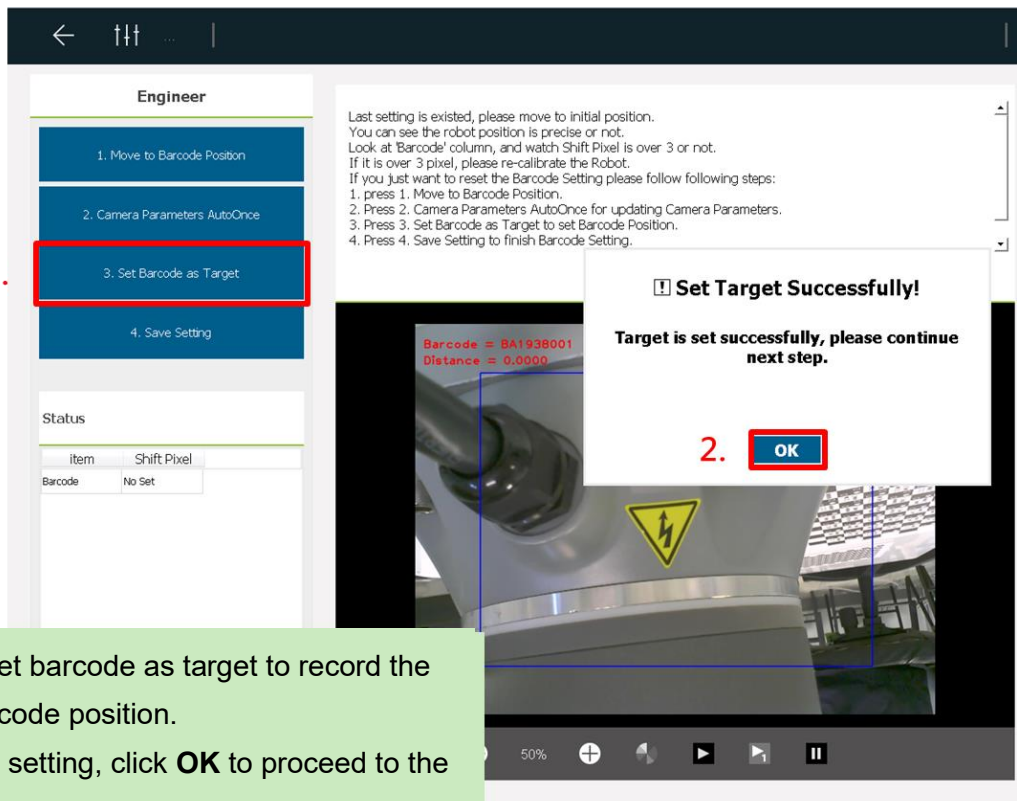 ...
Engineer
1. Move to Barcode Position
2. Camera Parameters AutoOnce
3. Set Barcode as Target
4. Save Setting
Last setting is existed, please move to initial position.
You can see the robot position is precise or not.
Look at 'Barcode' column, and watch Shift Pixel is over 3 or not.
If it is over 3 pixel, please re-calibrate the Robot.
If you just want to reset the Barcode Setting please follow following steps:
1. press 1. Move to Barcode Position.
2. Press 2. Camera Parameters AutoOnce for updating Camera Parameters.
3. Press 3. Set Barcode as Target to set Barcode Position.
4. Press 4. Save Setting to finish Barcode Setting.
Set Target Successfully!
Target is set successfully, please continue
next step.
2. OK
Barcode = BA1938001
Distance = 0.0000
Status
item Shift Pixel
Barcode No Set
et barcode as target to record the
code position.
setting, click OK to proceed to the
50%
1